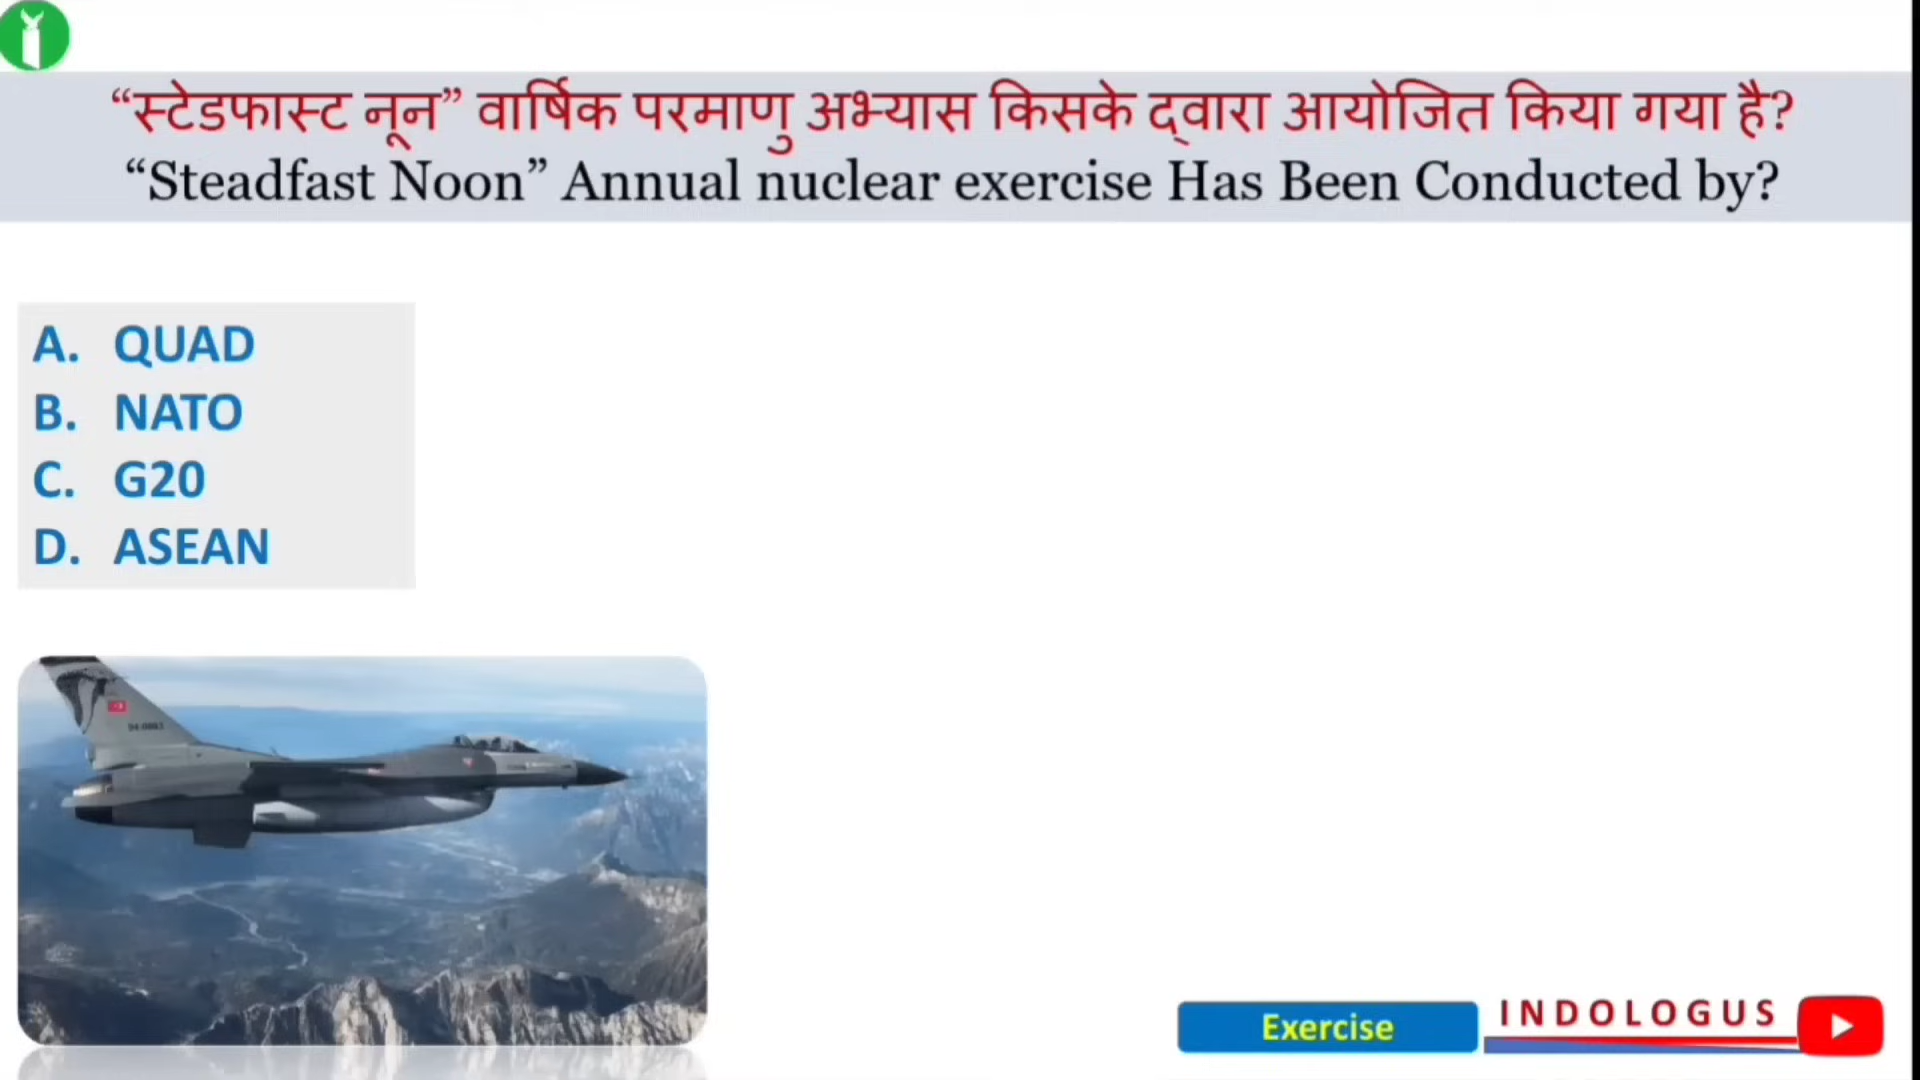 “स्टेडफास्ट नून” वार्षिक परमाणु अभ्यास किसके द्वारा आयोजित किया गया है?
“Steadfast Noon” Annual nuclear exercise Has Been Conducted by?
A. QUAD
B. NATO
C. G20
D. ASEAN
Exercise
INDOLOGUS